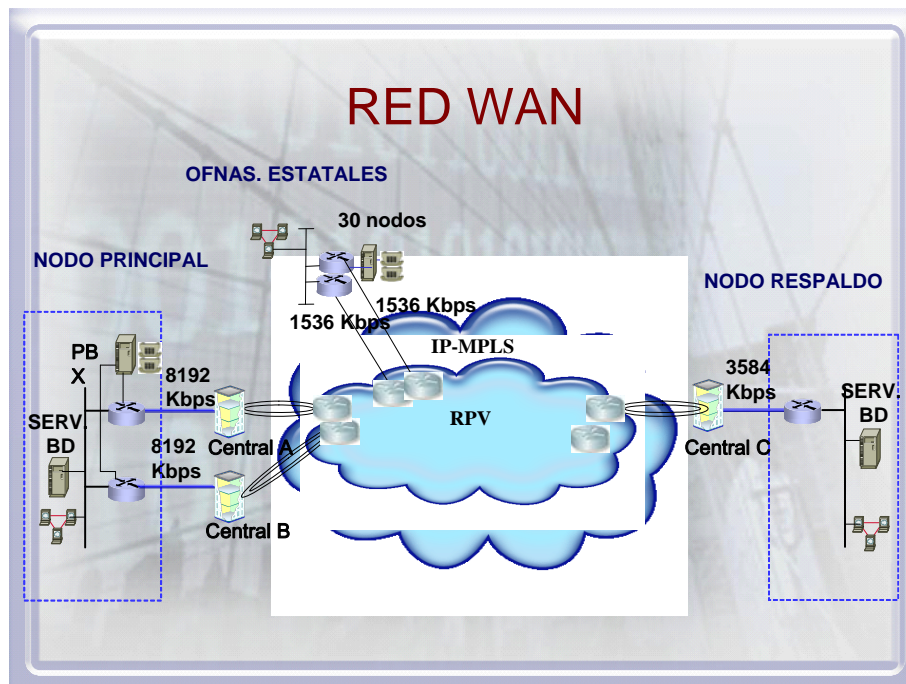 RED WAN
OFNAS. ESTATALES
30 nodos
NODO PRINCIPAL
NODO RESPALDO
1536 Kbps
1536 Kbps
IP-MPLS
RPV
PB
X
8192
Kbps
SERV.
BD
8192
Kbps
Central A
Central B
3584
Kbps
SERV.
BD
Central C